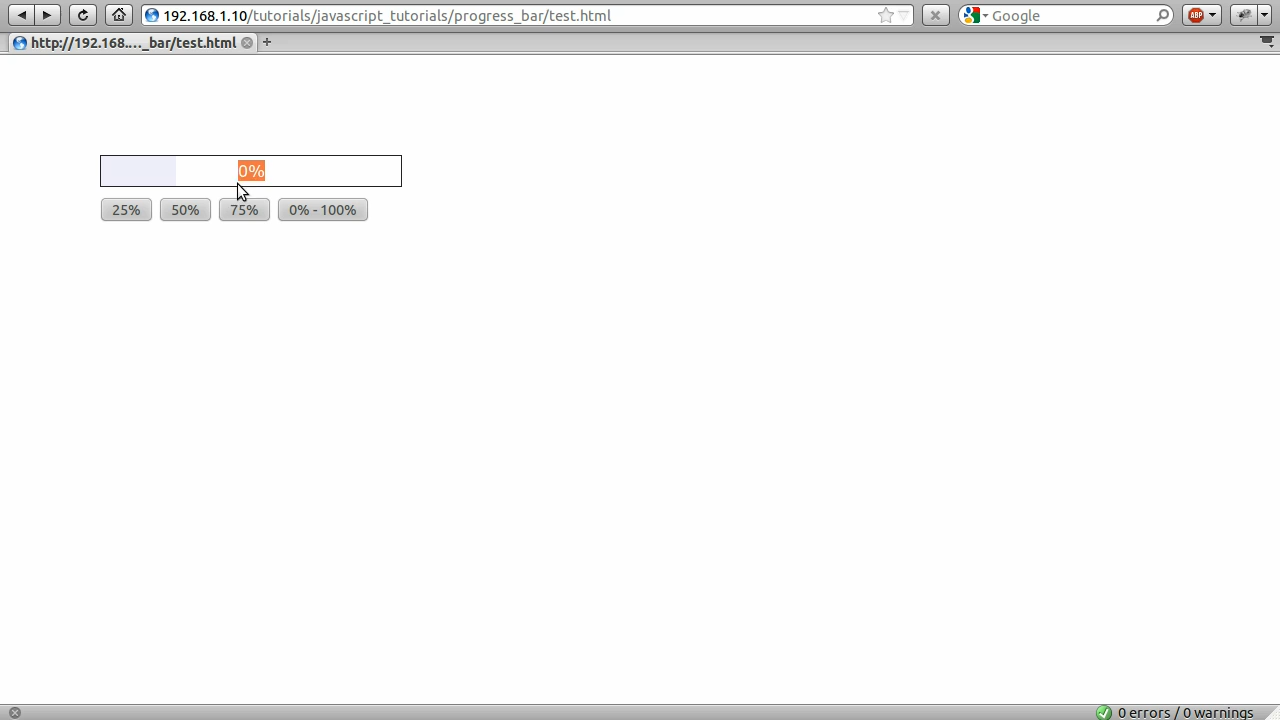 192.168.1.10/tutorials/javascript_tutorials/progress_bar/test.html
Google
ABP
http://192.168...._bar/test.html
0%
25% 50% 75% 0% - 100%
0 errors / 0 warnings